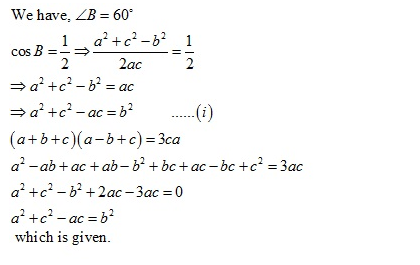 We have, ∠B = 60°
cos B = 1/2 ⇒ (a² + c² − b²)/2ac = 1/2
⇒ a² + c² − b² = ac
⇒ a² + c² − ac = b² ......(i)
(a + b + c)(a − b + c) = 3ca
a² − ab + ac + ab − b² + bc + ac − bc + c² = 3ac
a² + c² − b² + 2ac − 3ac = 0
a² + c² − ac = b²
which is given.